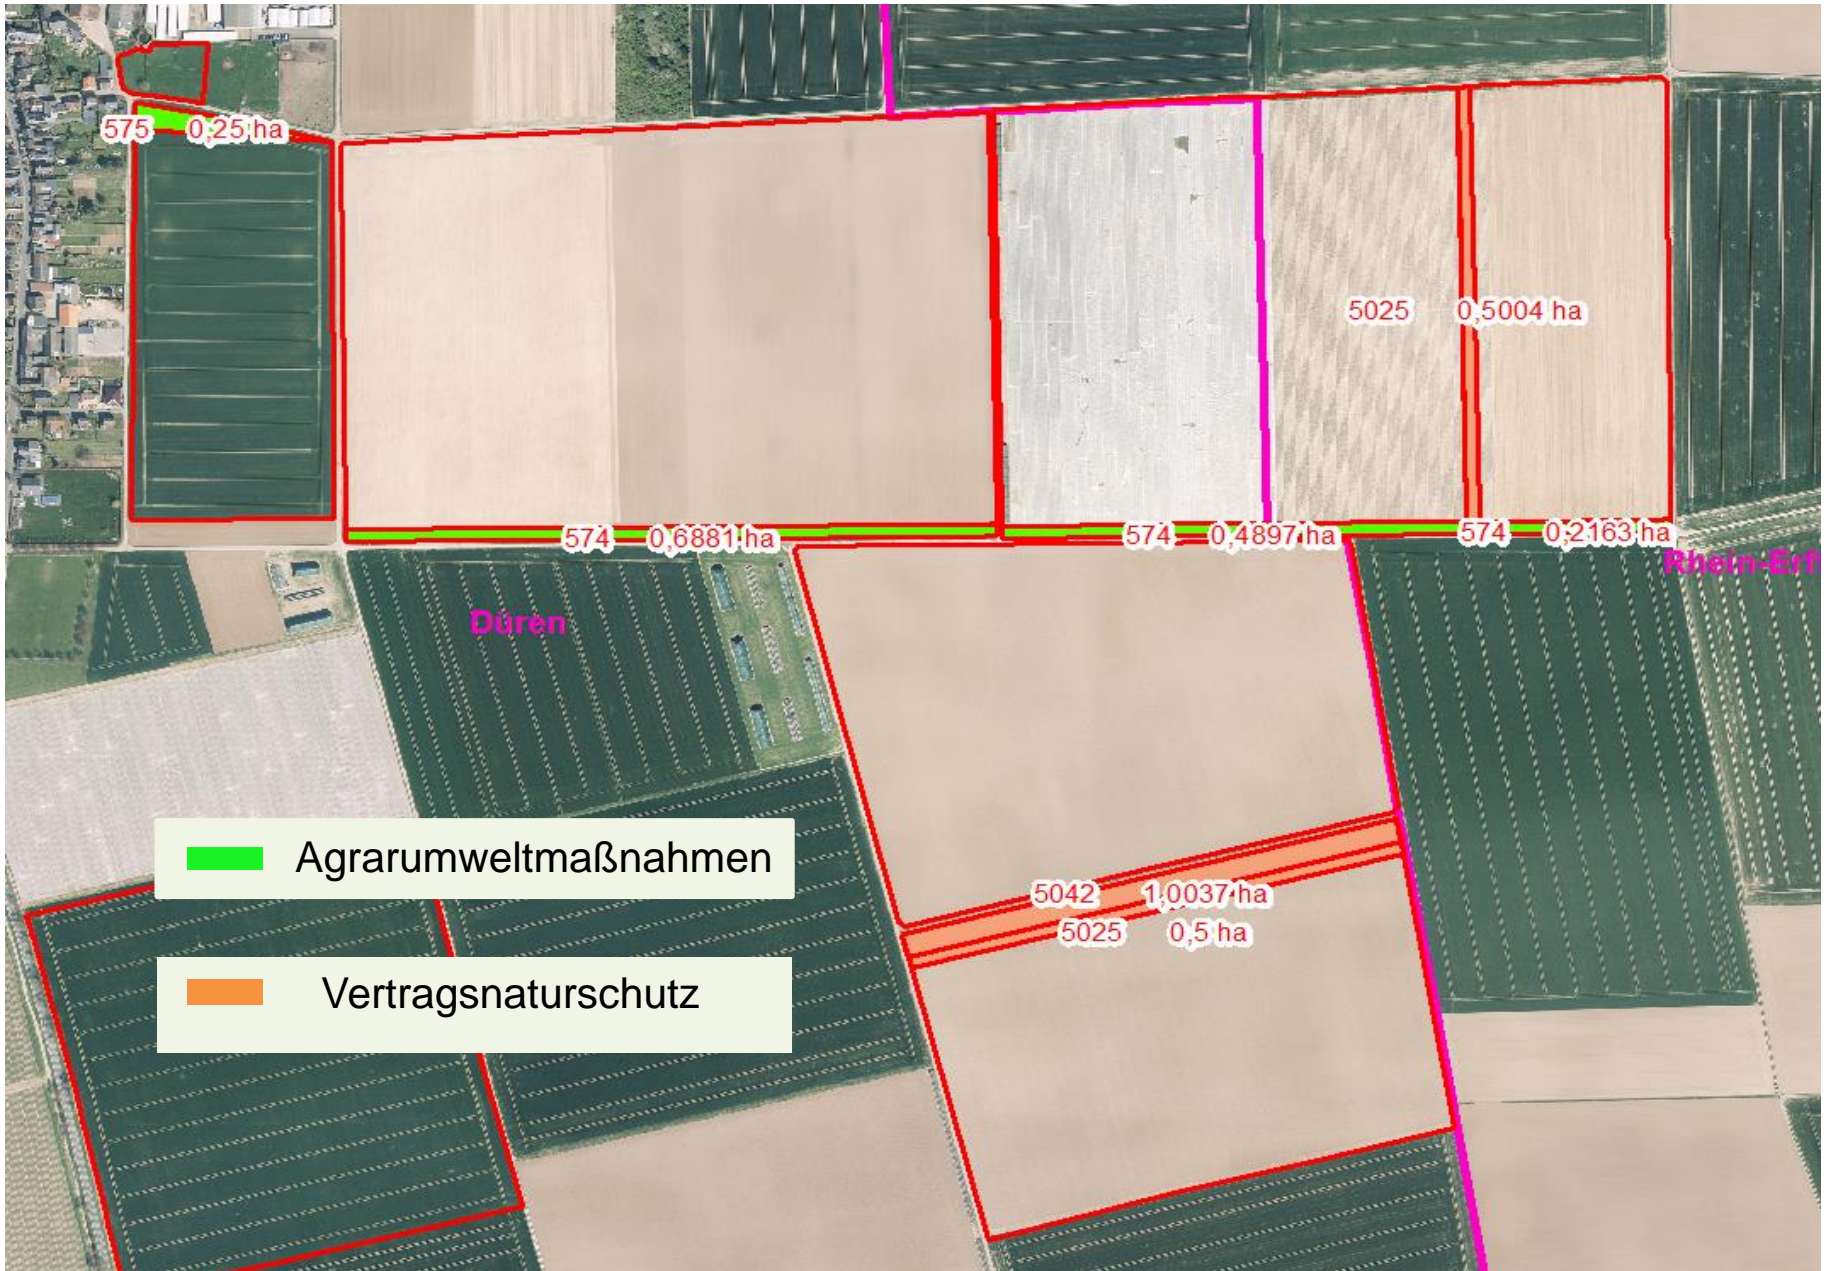 575 0,25 ha
5025 0,5004 ha
574 0,6881 ha
574 0,4897 ha
574 0,2163 ha
Rhein-Erf
Düren
Agrarumweltmaßnahmen
5042 1,0037 ha
5025 0,5 ha
Vertragsnaturschutz